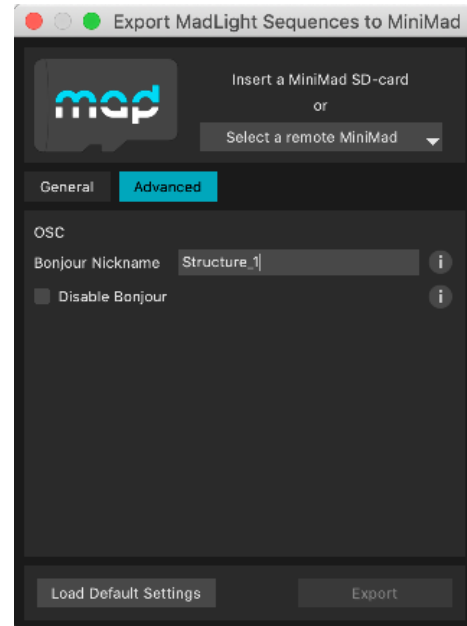 Export MadLight Sequences to MiniMad
mad
Insert a MiniMad SD-card
or
Select a remote MiniMad
General Advanced
OSC
Bonjour Nickname Structure_1 i
Disable Bonjour i
Load Default Settings Export